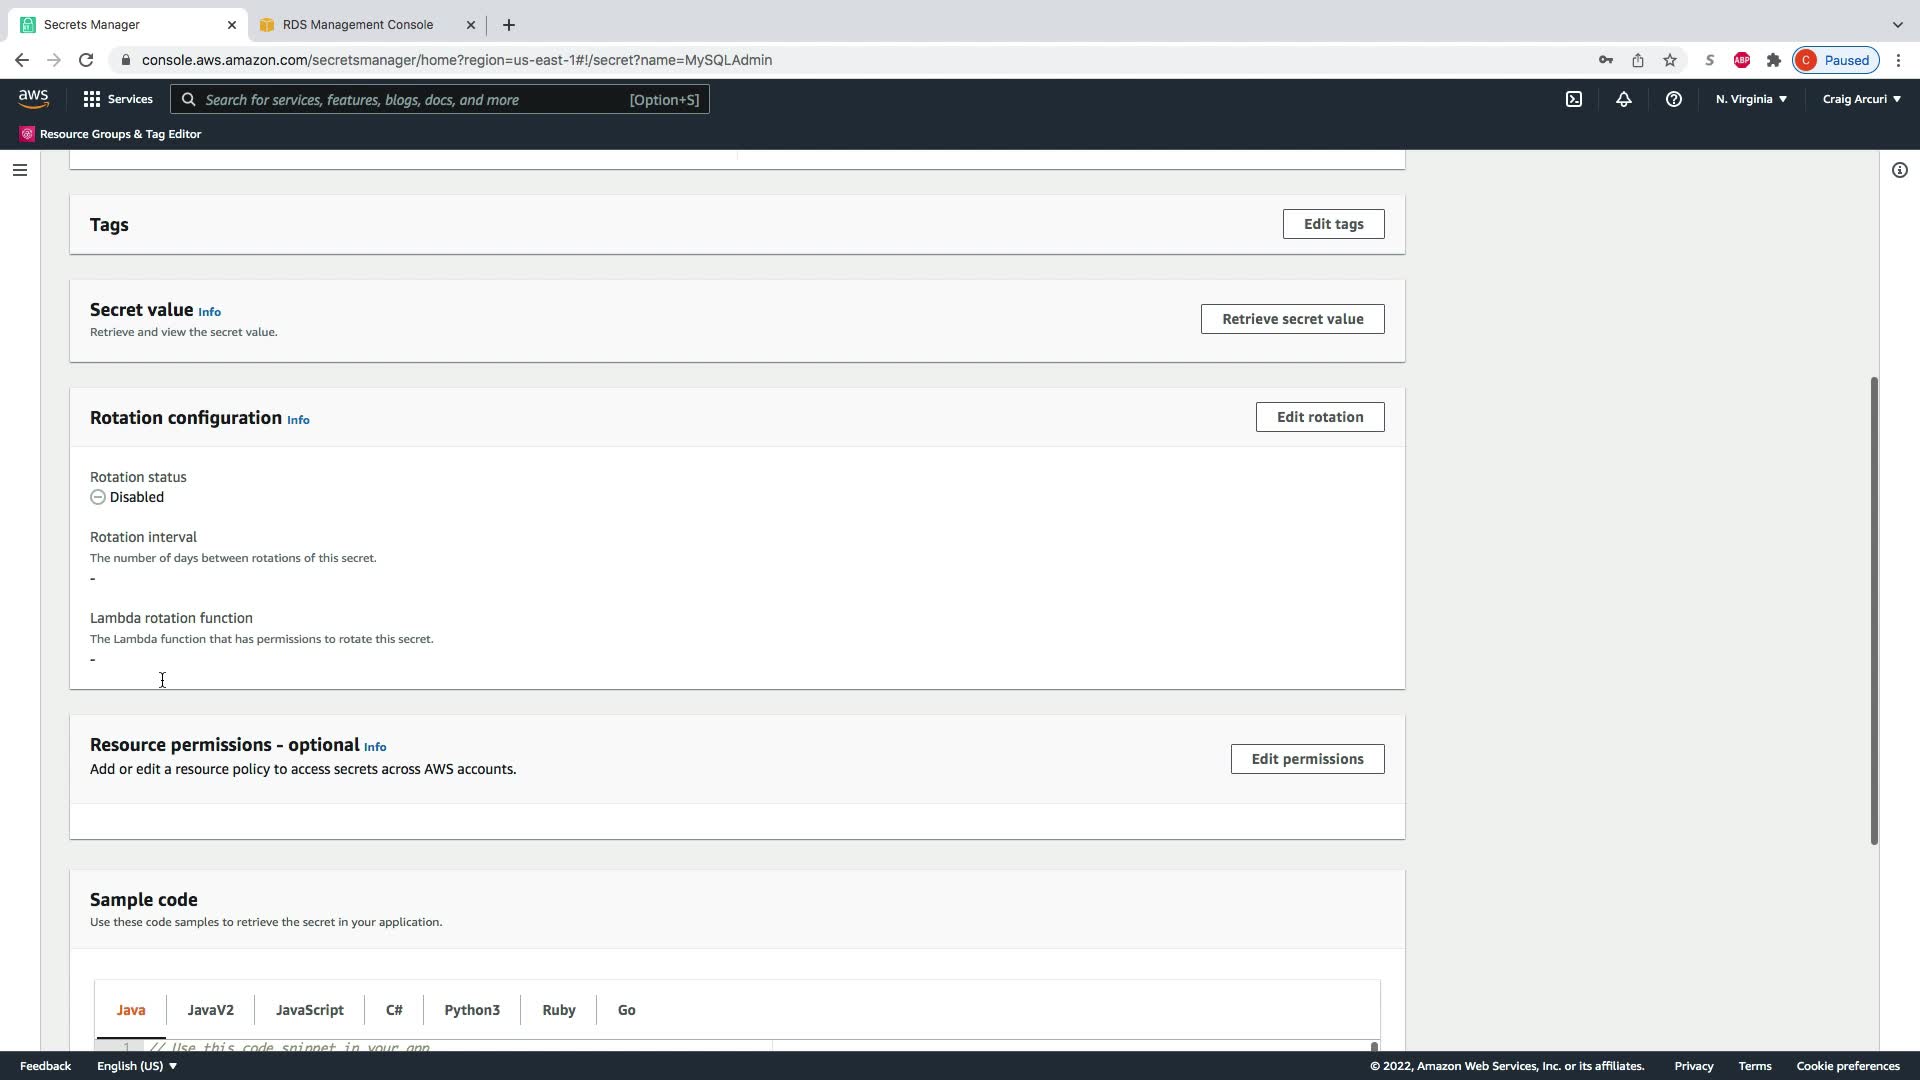 Secrets Manager
RDS Management Console
console.aws.amazon.com/secretsmanager/home?region=us-east-1#!/secret?name=MySQLAdmin
S
ABP
C Paused
aws
Services
Search for services, features, blogs, docs, and more [Option+S]
N. Virginia ▼
Craig Arcuri ▼
Resource Groups & Tag Editor
Tags
Edit tags
Secret value Info
Retrieve and view the secret value.
Retrieve secret value
Rotation configuration Info
Edit rotation
Rotation status
Disabled
Rotation interval
The number of days between rotations of this secret.
-
Lambda rotation function
The Lambda function that has permissions to rotate this secret.
-
Resource permissions - optional Info
Add or edit a resource policy to access secrets across AWS accounts.
Edit permissions
Sample code
Use these code samples to retrieve the secret in your application.
Java JavaV2 JavaScript C# Python3 Ruby Go
1 // Use this code snippet in your app.
Feedback English (US) ▼ © 2022, Amazon Web Services, Inc. or its affiliates. Privacy Terms Cookie preferences